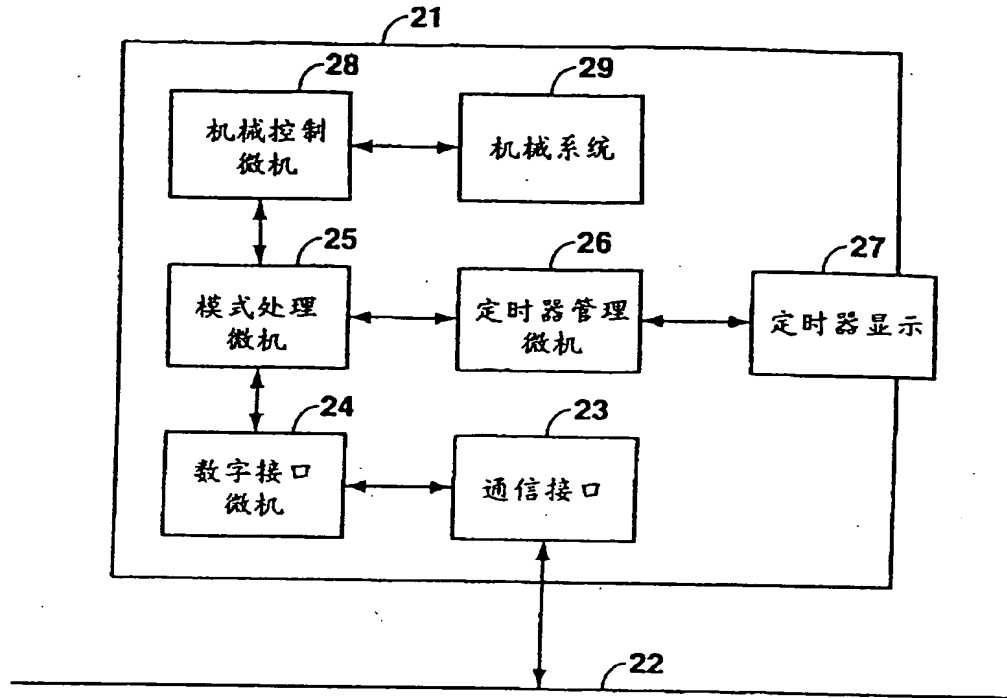 21
28
机械控制
微机
29
机械系统
25
模式处理
微机
26
定时器管理
微机
27
定时器显示
24
数字接口
微机
23
通信接口
22